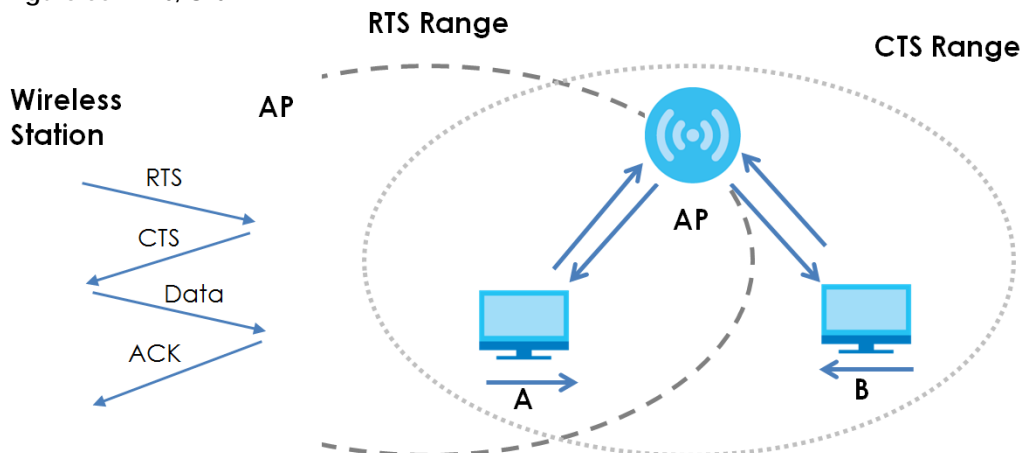 RTS Range
CTS Range
Wireless
Station
AP
RTS
CTS
Data
ACK
AP
A
B